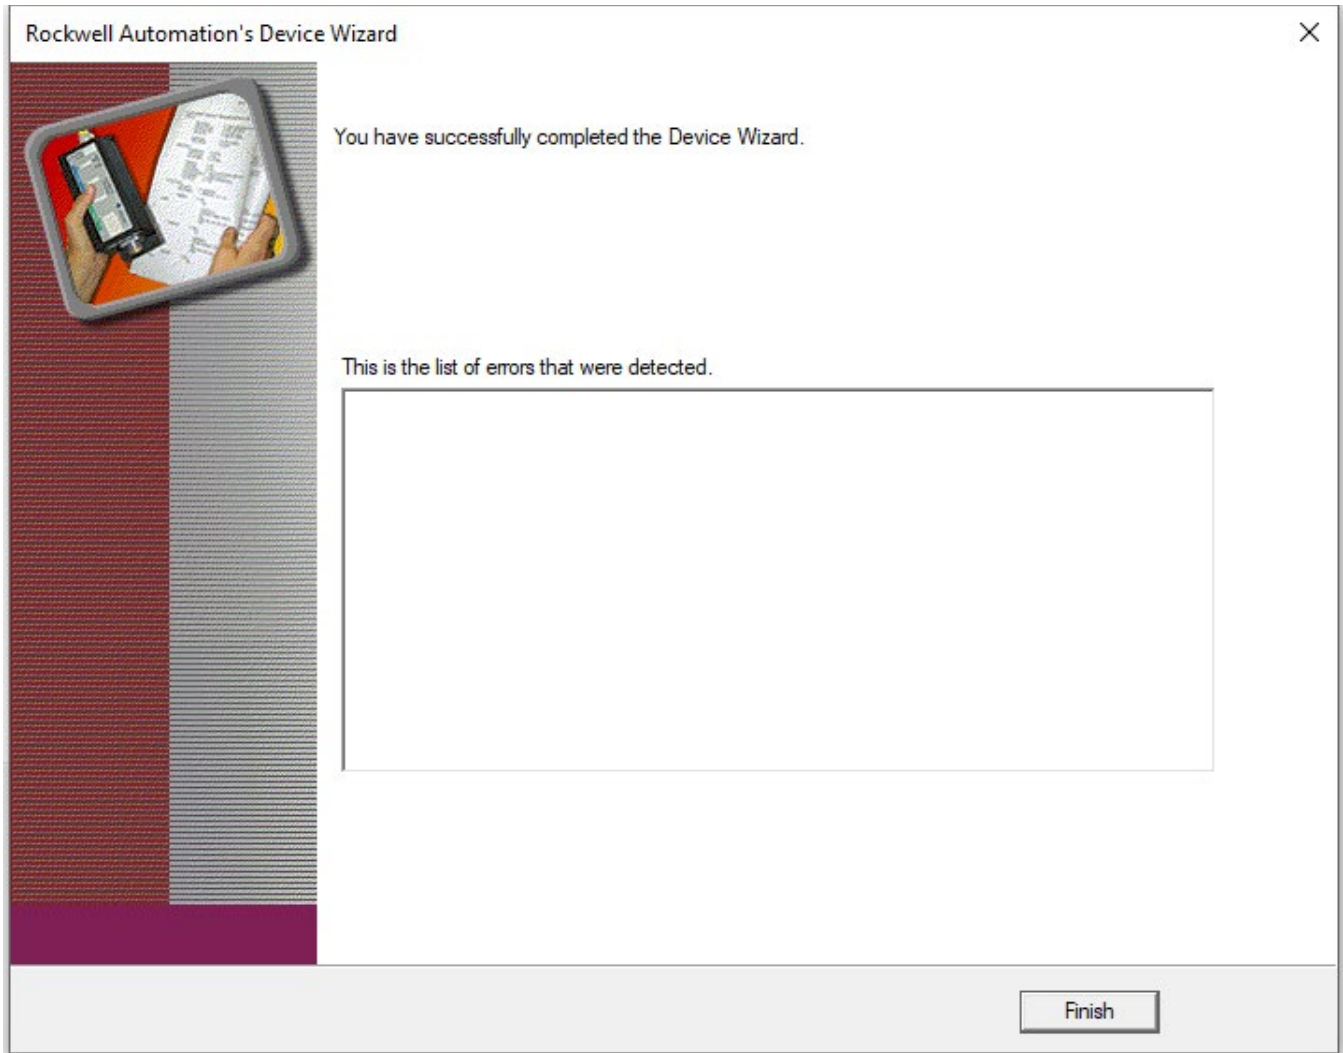 Rockwell Automation's Device Wizard
You have successfully completed the Device Wizard.
This is the list of errors that were detected.
Finish